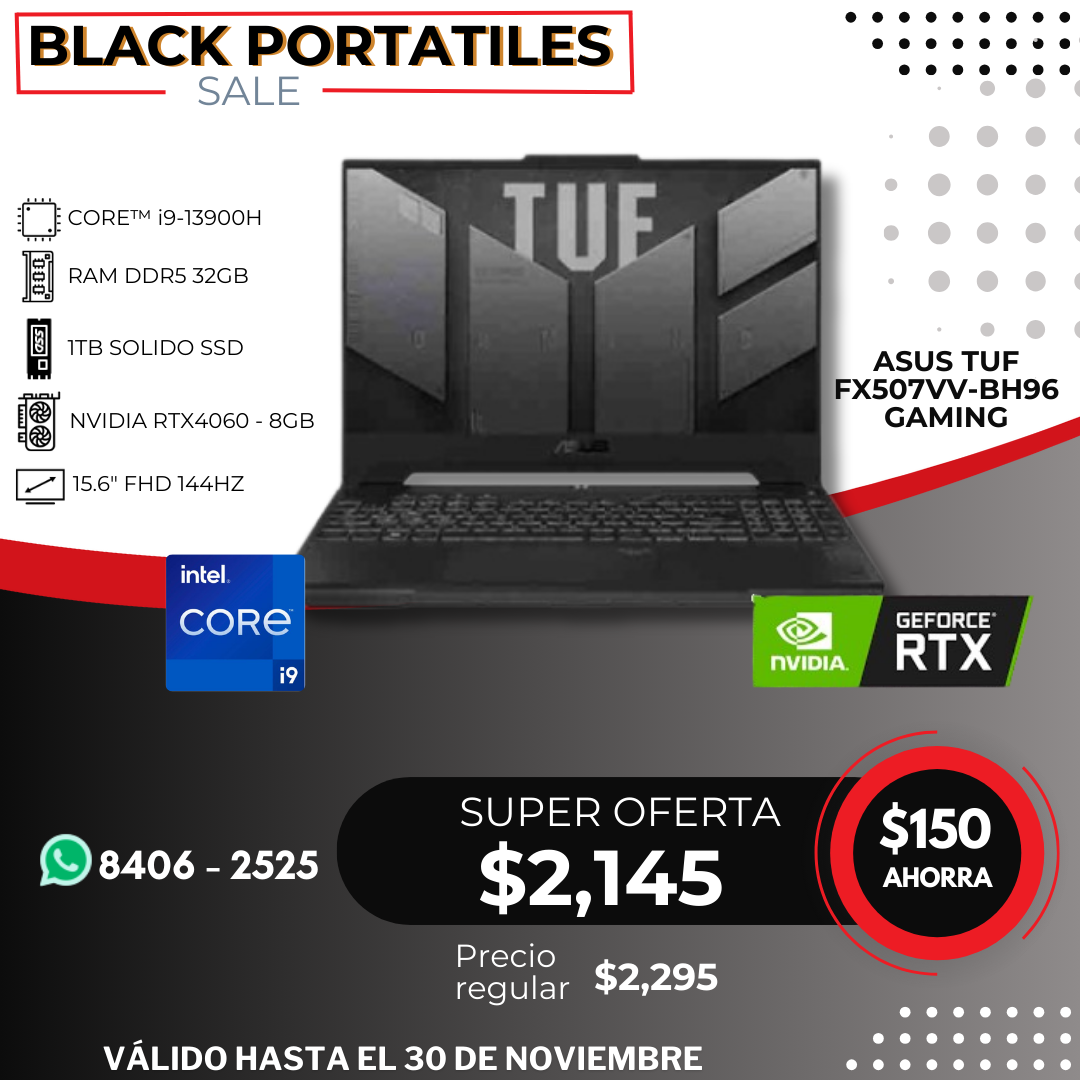 BLACK PORTATILES
SALE
CORE™ i9-13900H
RAM DDR5 32GB
1TB SOLIDO SSD
NVIDIA RTX4060 - 8GB
15.6" FHD 144HZ
TUF
ASUS
ASUS TUF
FX507VV-BH96
GAMING
intel.
CORE™
i9
NVIDIA.
GEFORCE®
RTX
SUPER OFERTA
$2,145
$150
AHORRA
8406 - 2525
Precio
regular
$2,295
VÁLIDO HASTA EL 30 DE NOVIEMBRE